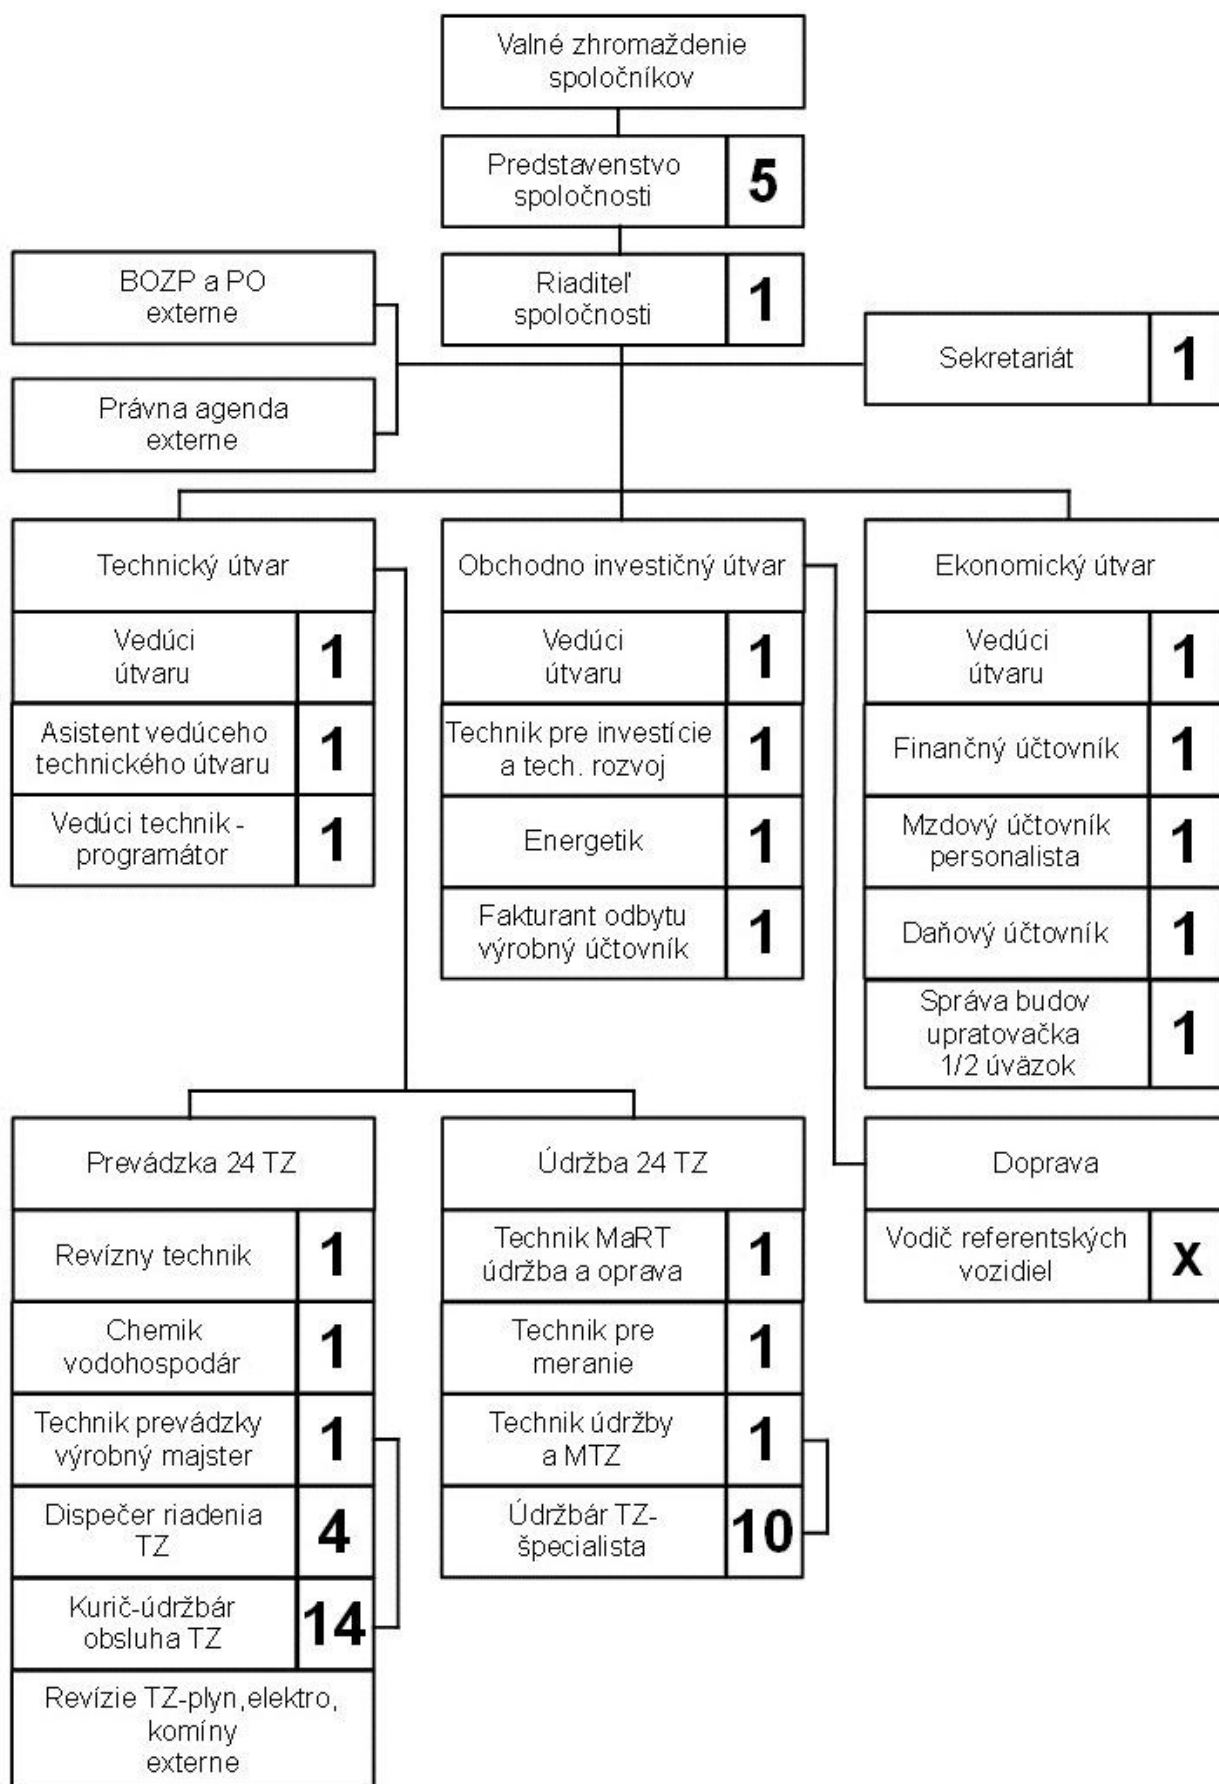 Valné zhromaždenie
spoločníkov
Predstavenstvo
spoločnosti
5
BOZP a PO
externe
Riaditeľ
spoločnosti
1
Sekretariát
1
Právna agenda
externe
Technický útvar
Vedúci
útvaru
1
Asistent vedúceho
technického útvaru
1
Vedúci technik -
programátor
1
Obchodno investičný útvar
Vedúci
útvaru
1
Technik pre investície
a tech. rozvoj
1
Energetik
1
Fakturant odbytu
výrobný účtovník
1
Ekonomický útvar
Vedúci
útvaru
1
Finančný účtovník
1
Mzdový účtovník
personalista
1
Daňový účtovník
1
Správa budov
upratovačka
1/2 úväzok
1
Prevádzka 24 TZ
Revízny technik
1
Chemik
vodohospodár
1
Technik prevádzky
výrobný majster
1
Dispečer riadenia
TZ
4
Kurič-údržbár
obsluha TZ
14
Revízie TZ-plyn,elektro,
komíny
externe
Údržba 24 TZ
Technik MaRT
údržba a oprava
1
Technik pre
meranie
1
Technik údržby
a MTZ
1
Údržbár TZ-
špecialista
10
Doprava
Vodič referentských
vozidiel
x